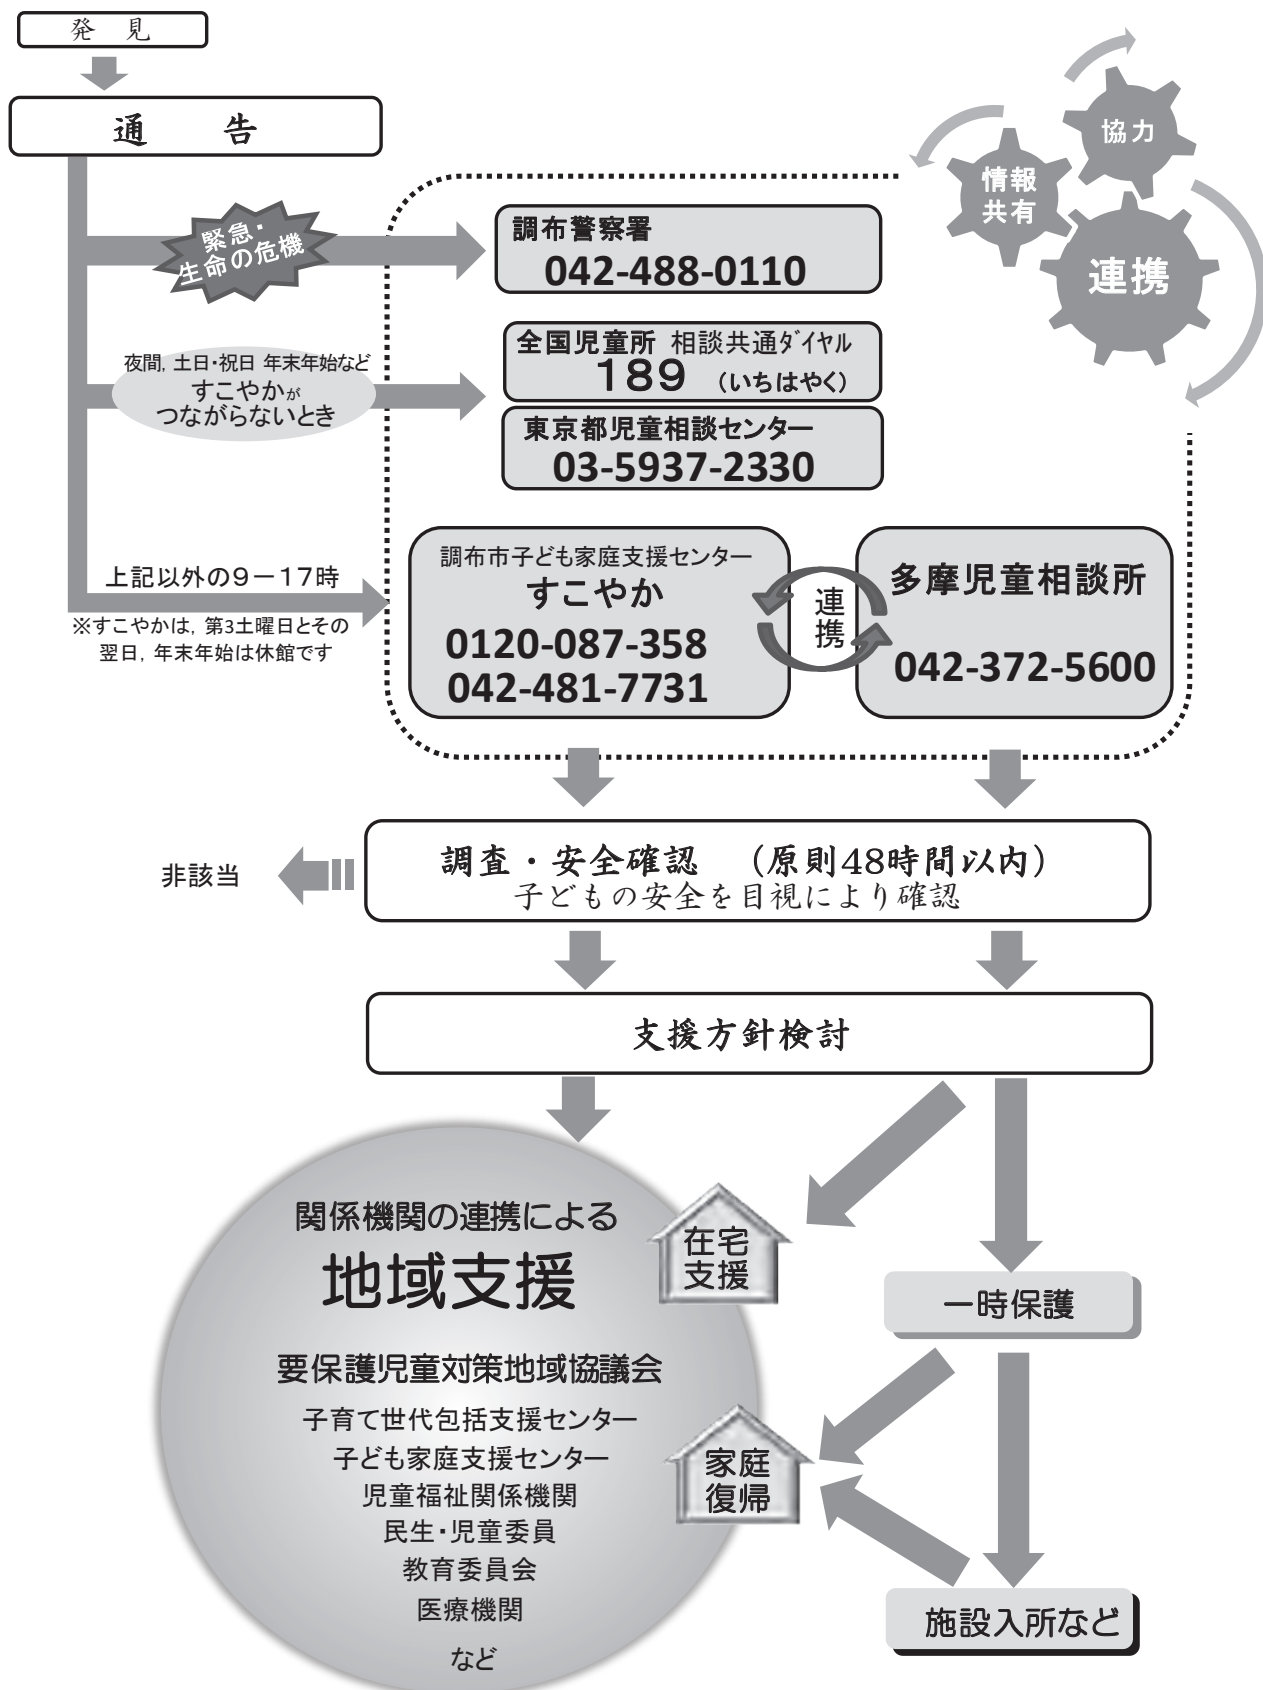 発 見
通 告
協力
情報
共有
連携
緊急・
生命の危機
調布警察署
042-488-0110
夜間, 土日・祝日 年末年始など
すこやかが
つながらないとき
全国児童所 相談共通ダイヤル
189 (いちはやく)
東京都児童相談センター
03-5937-2330
上記以外の9－17時
※すこやかは, 第3土曜日とその
翌日, 年末年始は休館です
調布市子ども家庭支援センター
すこやか
0120-087-358
042-481-7731
連携
多摩児童相談所
042-372-5600
調査・安全確認 (原則48時間以内)
子どもの安全を目視により確認
非該当
支援方針検討
関係機関の連携による
地域支援
在宅
支援
一時保護
要保護児童対策地域協議会
子育て世代包括支援センター
子ども家庭支援センター
児童福祉関係機関
民生・児童委員
教育委員会
医療機関
など
家庭
復帰
施設入所など